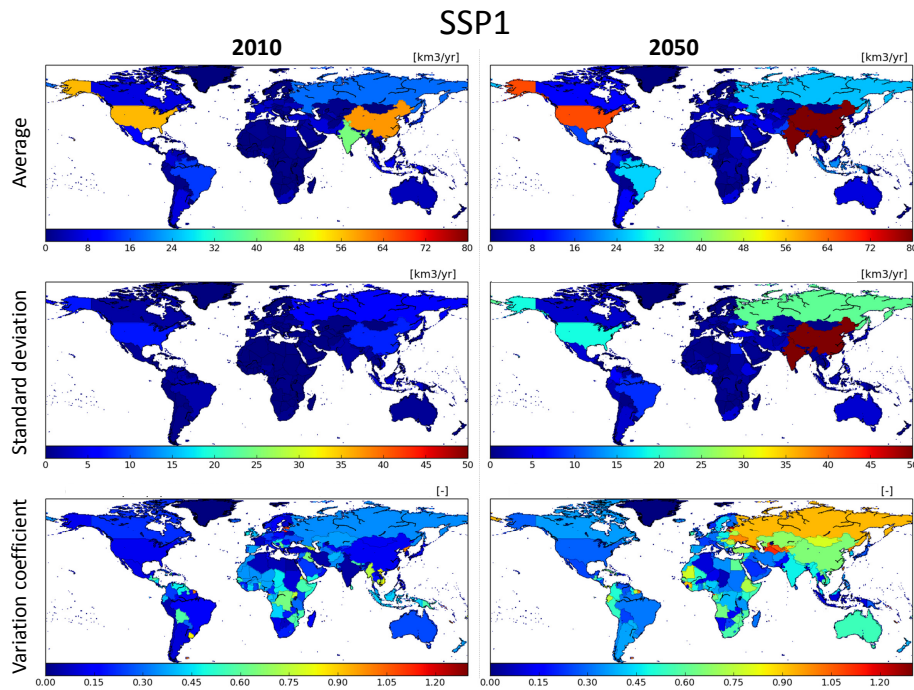 SSP1
2010 2050
[km3/yr] [km3/yr]
Average
0 8 16 24 32 40 48 56 64 72 80 0 8 16 24 32 40 48 56 64 72 80
[km3/yr] [km3/yr]
Standard deviation
0 5 10 15 20 25 30 35 40 45 50 0 5 10 15 20 25 30 35 40 45 50
[-] [-]
Variation coefficient
0.00 0.15 0.30 0.45 0.60 0.75 0.90 1.05 1.20 0.00 0.15 0.30 0.45 0.60 0.75 0.90 1.05 1.20